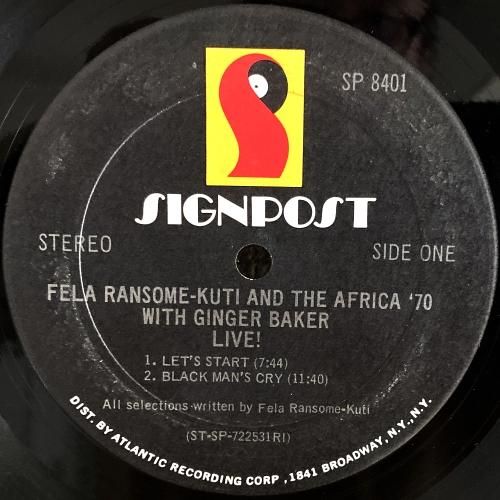 SP 8401
SIGNPOST
STEREO
SIDE ONE
FELA RANSOME-KUTI AND THE AFRICA '70
WITH GINGER BAKER
LIVE!
1. LET'S START (7:44)
2. BLACK MAN'S CRY (11:40)
All selections written by Fela Ransome-Kuti
(ST-SP-722531RI)
DIST. BY ATLANTIC RECORDING CORP., 1841 BROADWAY, N.Y., N.Y.